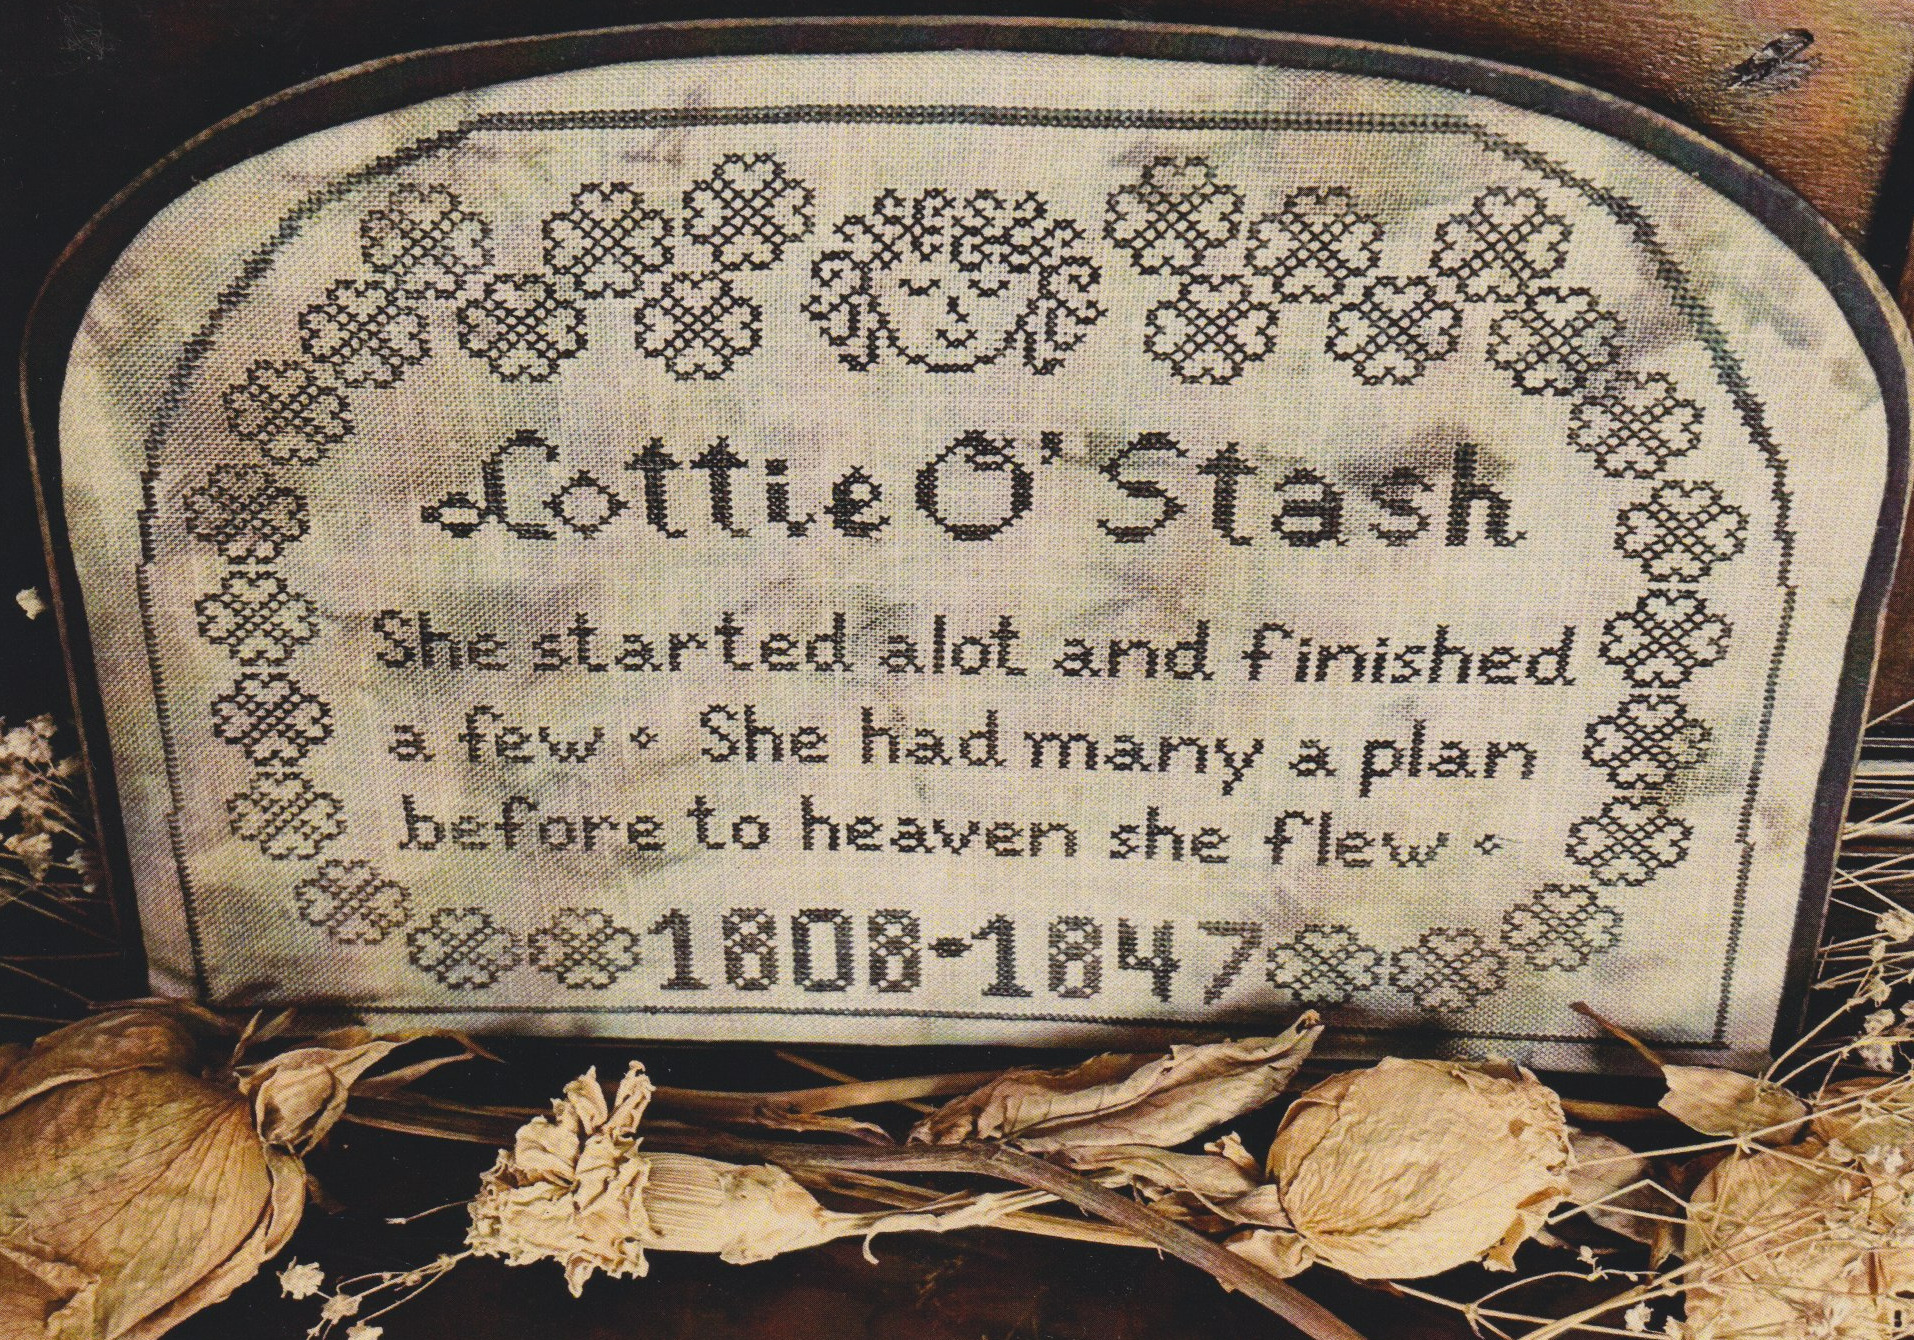 Lottie O'Stash
She started alot and finished
a few. She had many a plan
before to heaven she flew.
1808-1847